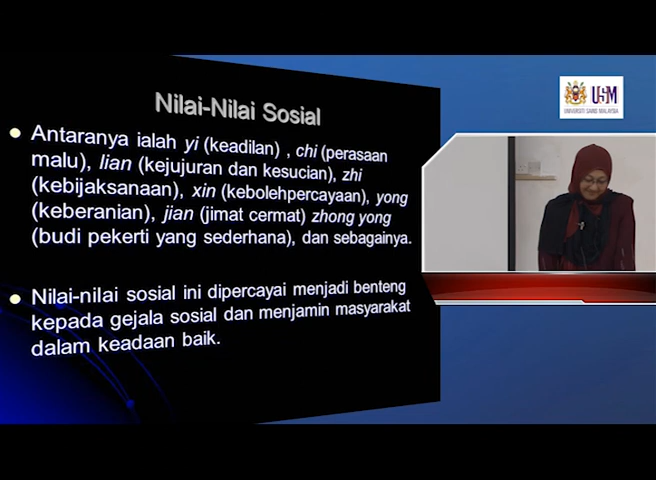 Nilai-Nilai Sosial
Antaranya ialah yi (keadilan) , chi (perasaan
malu), lian (kejujuran dan kesucian), zhi
(kebijaksanaan), xin (kebolehpercayaan), yong
(keberanian), jian (jimat cermat) zhong yong
(budi pekerti yang sederhana), dan sebagainya.
Nilai-nilai sosial ini dipercayai menjadi benteng
kepada gejala sosial dan menjamin masyarakat
dalam keadaan baik.
USM
UNIVERSITI SAINS MALAYSIA